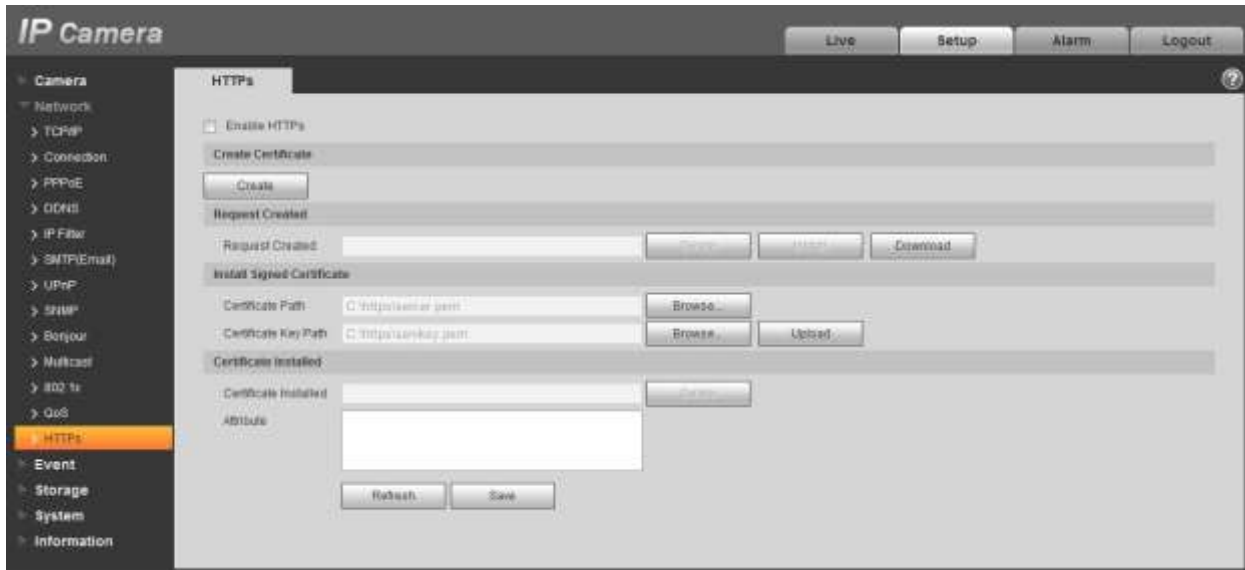 IP Camera
Live Setup Alarm Logout
Camera
Network
TCP/IP
Connection
PPPoE
DDNS
IP Filter
SMTP(Email)
UPnP
SNMP
Bonjour
Multicast
802.1x
QoS
HTTPs
Event
Storage
System
Information
HTTPs
?
Enable HTTPs
Create Certificate
Create
Request Created
Request Created Download
Install Signed Certificate
Certificate Path Browse...
Certificate Key Path Browse... Upload
Certificate Installed
Certificate Installed
Attribute
Refresh Save